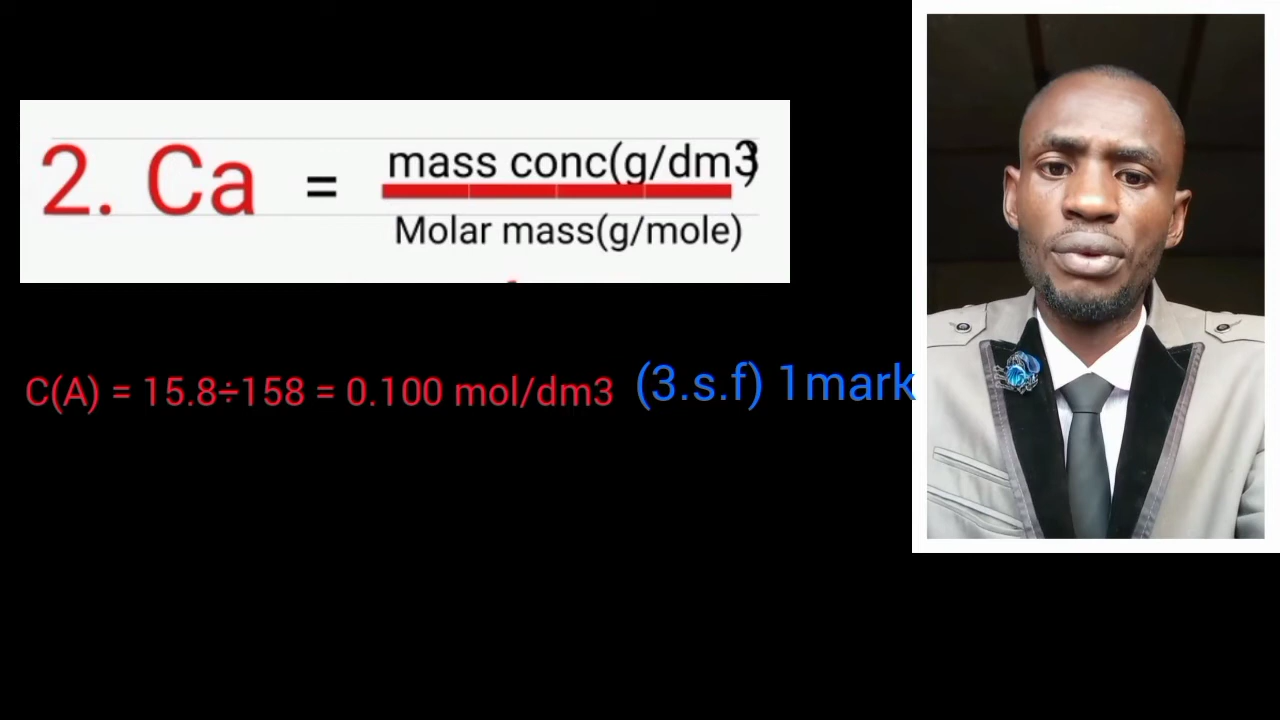 2. Ca = mass conc(g/dm3)
Molar mass(g/mole)
C(A) = 15.8÷158 = 0.100 mol/dm3 (3.s.f) 1mark